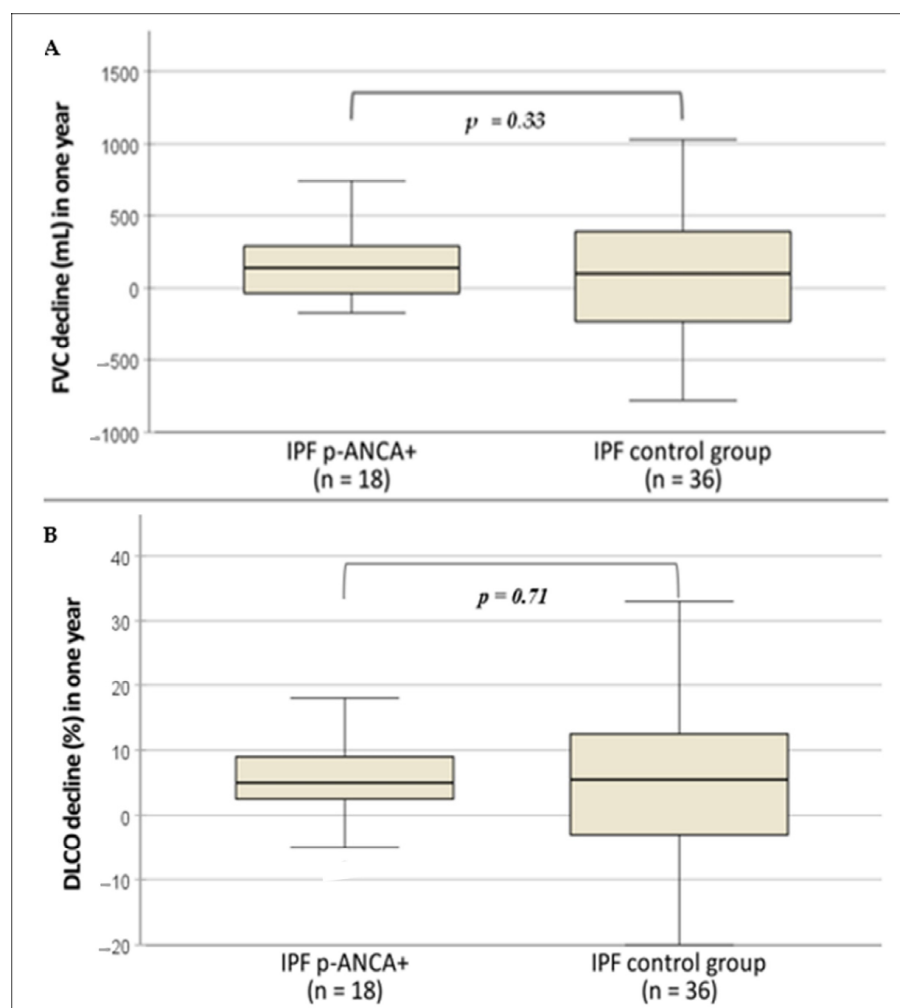 A
FVC decline (mL) in one year
1500
1000
500
0
–500
–1000
p = 0.33
IPF p-ANCA+
(n = 18)
IPF control group
(n = 36)
B
DLCO decline (%) in one year
40
30
20
10
0
–10
–20
p = 0.71
IPF p-ANCA+
(n = 18)
IPF control group
(n = 36)